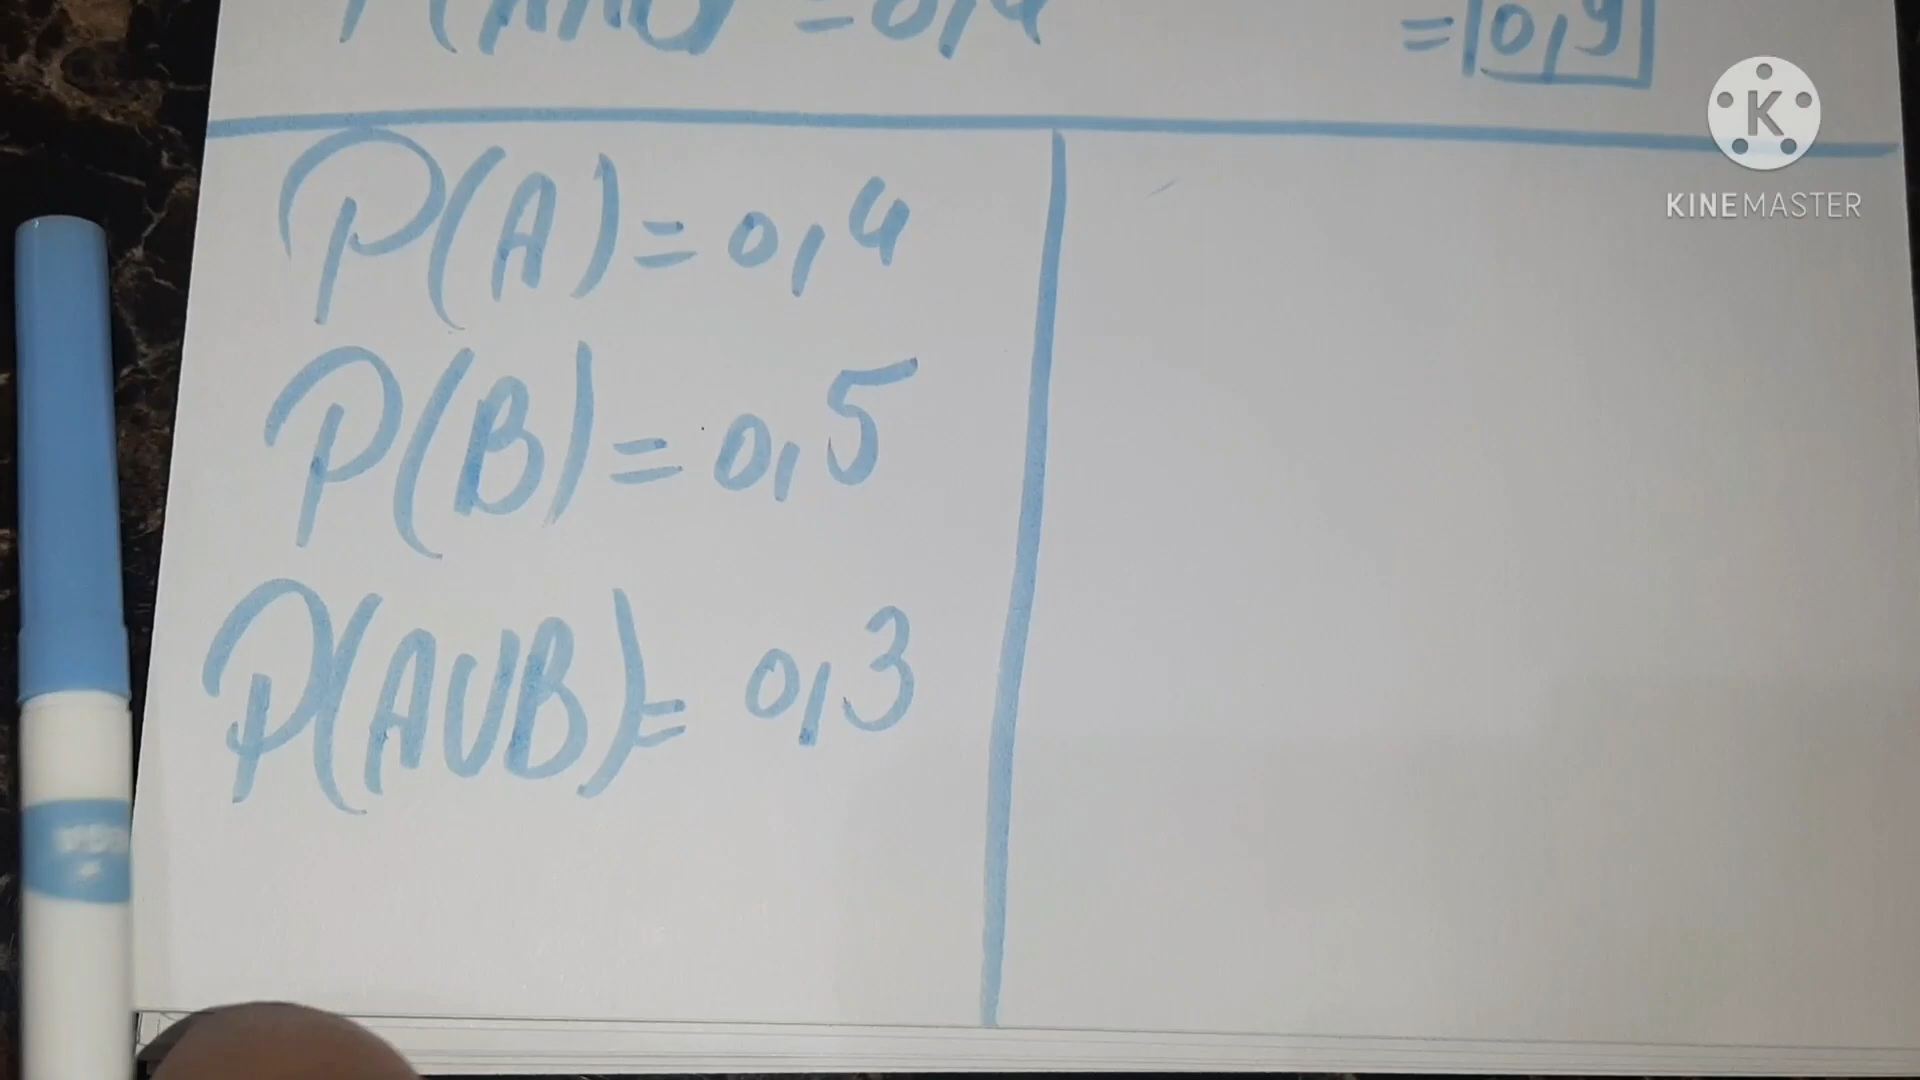 = 0,9
P(A) = 0,4
P(B) = 0,5
P(AUB) = 0,3
K
KINEMASTER